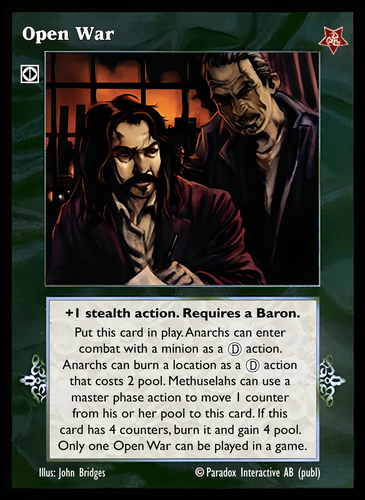 Open War
+1 stealth action. Requires a Baron.
Put this card in play. Anarchs can enter
combat with a minion as a Ⓓ action.
Anarchs can burn a location as a Ⓓ action
that costs 2 pool. Methuselahs can use a
master phase action to move 1 counter
from his or her pool to this card. If this
card has 4 counters, burn it and gain 4 pool.
Only one Open War can be played in a game.
Illus: John Bridges © Paradox Interactive AB (publ)